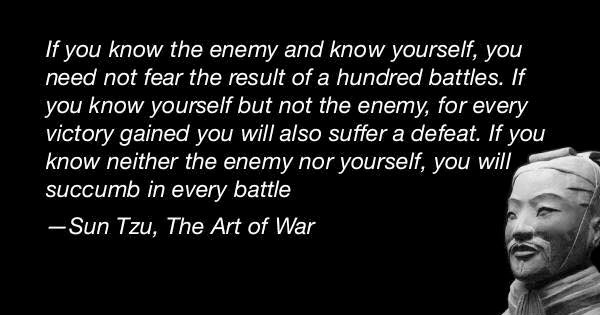 If you know the enemy and know yourself, you
need not fear the result of a hundred battles. If
you know yourself but not the enemy, for every
victory gained you will also suffer a defeat. If you
know neither the enemy nor yourself, you will
succumb in every battle
—Sun Tzu, The Art of War